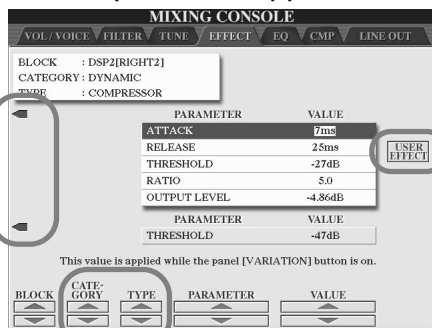 MIXING CONSOLE
VOL/VOICE FILTER TUNE EFFECT EQ CMP LINE OUT
BLOCK : DSP2[RIGHT2]
CATEGORY : DYNAMIC
TYPE : COMPRESSOR
PARAMETER VALUE
ATTACK 7ms
RELEASE 25ms
THRESHOLD -27dB
RATIO 5.0
OUTPUT LEVEL -4.86dB
USER
EFFECT
PARAMETER VALUE
THRESHOLD -47dB
This value is applied while the panel [VARIATION] button is on.
BLOCK CATE-
GORY TYPE PARAMETER VALUE